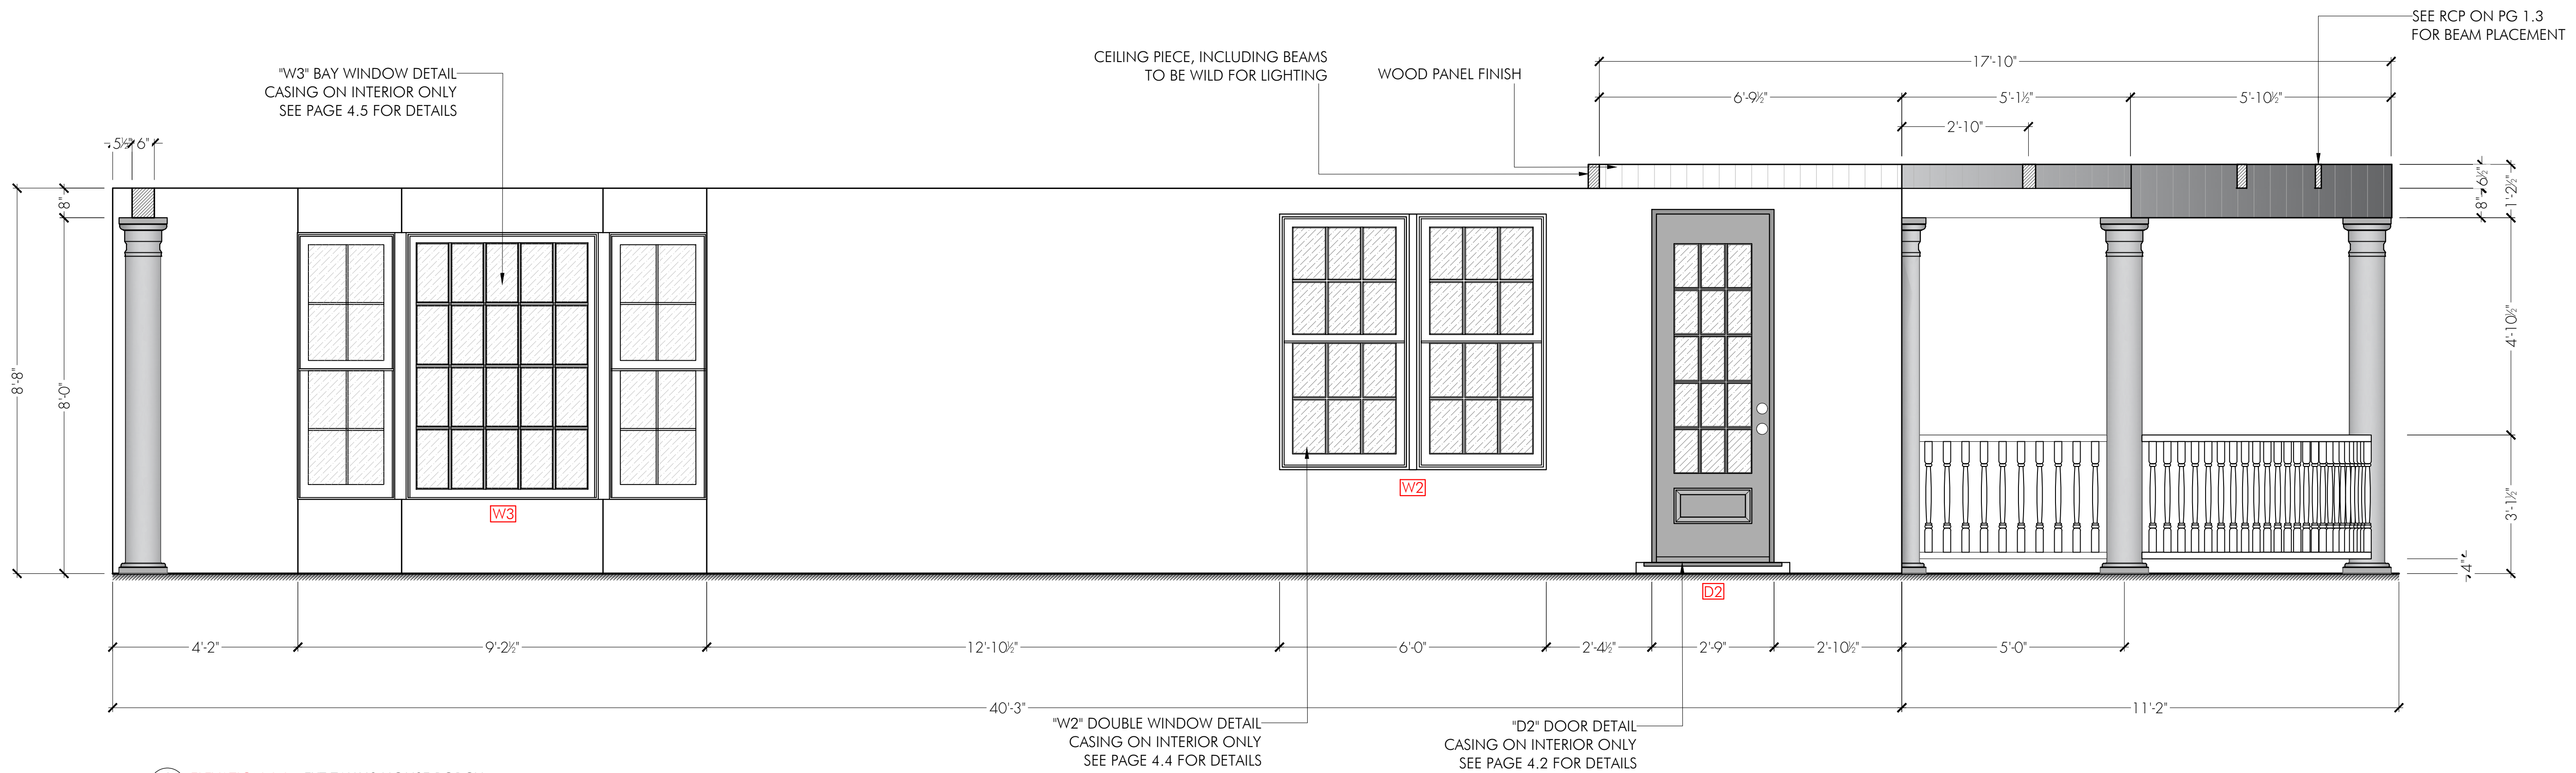 SEE RCP ON PG 1.3
FOR BEAM PLACEMENT
CEILING PIECE, INCLUDING BEAMS
TO BE WILD FOR LIGHTING
WOOD PANEL FINISH
17'-10"
"W3" BAY WINDOW DETAIL
CASING ON INTERIOR ONLY
SEE PAGE 4.5 FOR DETAILS
6'-9½"
5'-1½"
5'-10½"
2'-10"
5½"
6"
8"
8'-8"
8'-0"
6½"
8"
1'-2½"
4'-10½"
3'-1½"
4"
W3
W2
D2
4'-2"
9'-2½"
12'-10½"
6'-0"
2'-4½"
2'-9"
2'-10½"
5'-0"
40'-3"
11'-2"
"W2" DOUBLE WINDOW DETAIL
CASING ON INTERIOR ONLY
SEE PAGE 4.4 FOR DETAILS
"D2" DOOR DETAIL
CASING ON INTERIOR ONLY
SEE PAGE 4.2 FOR DETAILS